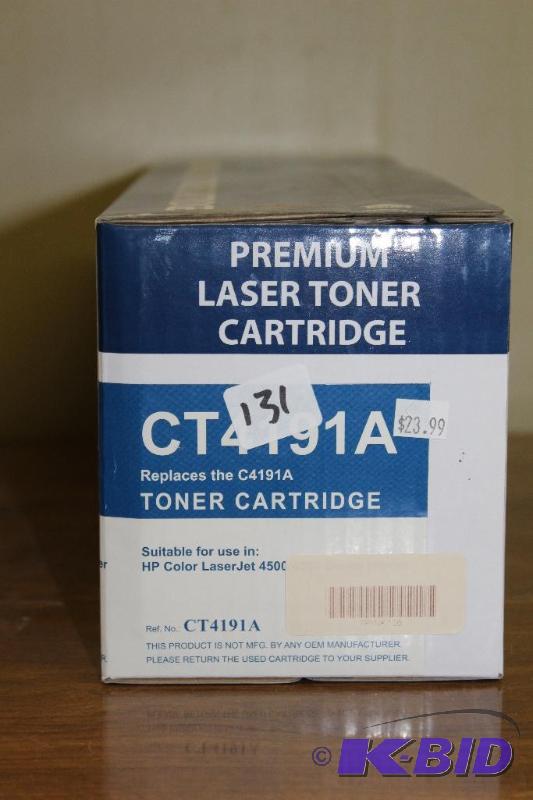 PREMIUM
LASER TONER
CARTRIDGE
131
CT4191A
$23.99
Replaces the C4191A
TONER CARTRIDGE
Suitable for use in:
HP Color LaserJet 4500
Ref. No.: CT4191A
THIS PRODUCT IS NOT MFG. BY ANY OEM MANUFACTURER.
PLEASE RETURN THE USED CARTRIDGE TO YOUR SUPPLIER.
© K-BID